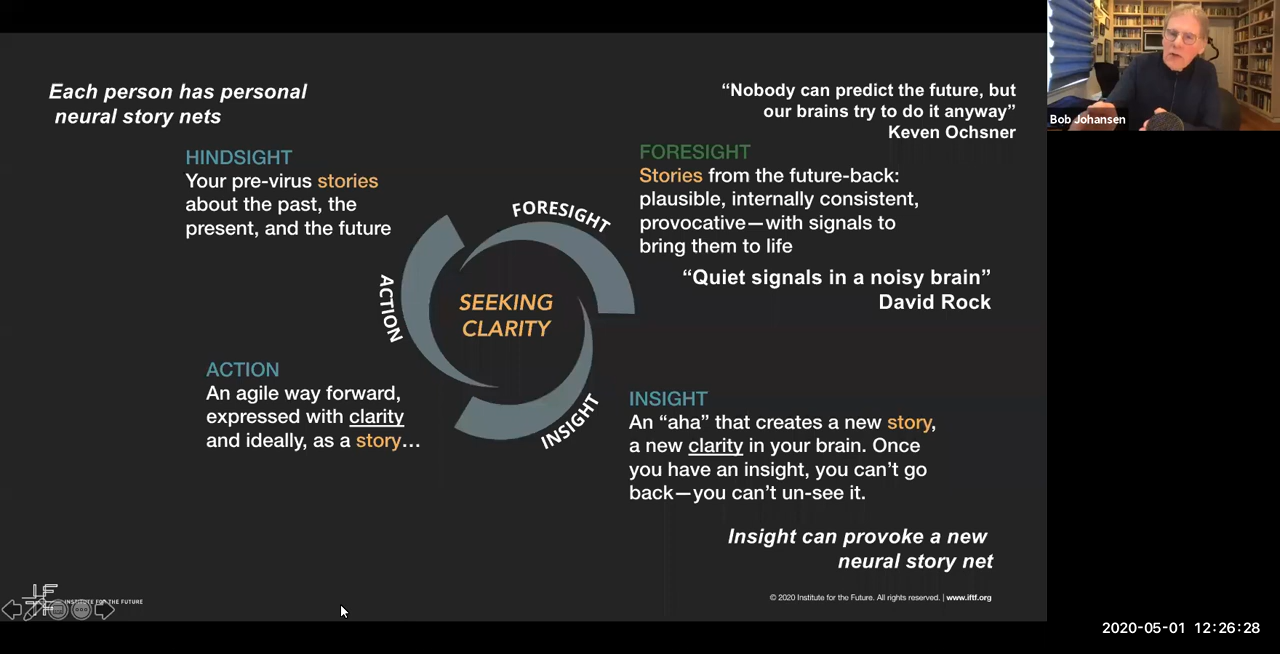 Each person has personal
neural story nets
“Nobody can predict the future, but
our brains try to do it anyway”
Keven Ochsner
Bob Johansen
HINDSIGHT
Your pre-virus stories
about the past, the
present, and the future
FORESIGHT
Stories from the future-back:
plausible, internally consistent,
provocative—with signals to
bring them to life
“Quiet signals in a noisy brain”
David Rock
FORESIGHT
ACTION
INSIGHT
SEEKING
CLARITY
ACTION
An agile way forward,
expressed with clarity
and ideally, as a story...
INSIGHT
An “aha” that creates a new story,
a new clarity in your brain. Once
you have an insight, you can’t go
back—you can’t un-see it.
Insight can provoke a new
neural story net
IF
TF
INSTITUTE FOR THE FUTURE
© 2020 Institute for the Future. All rights reserved. | www.iftf.org
2020-05-01 12:26:28